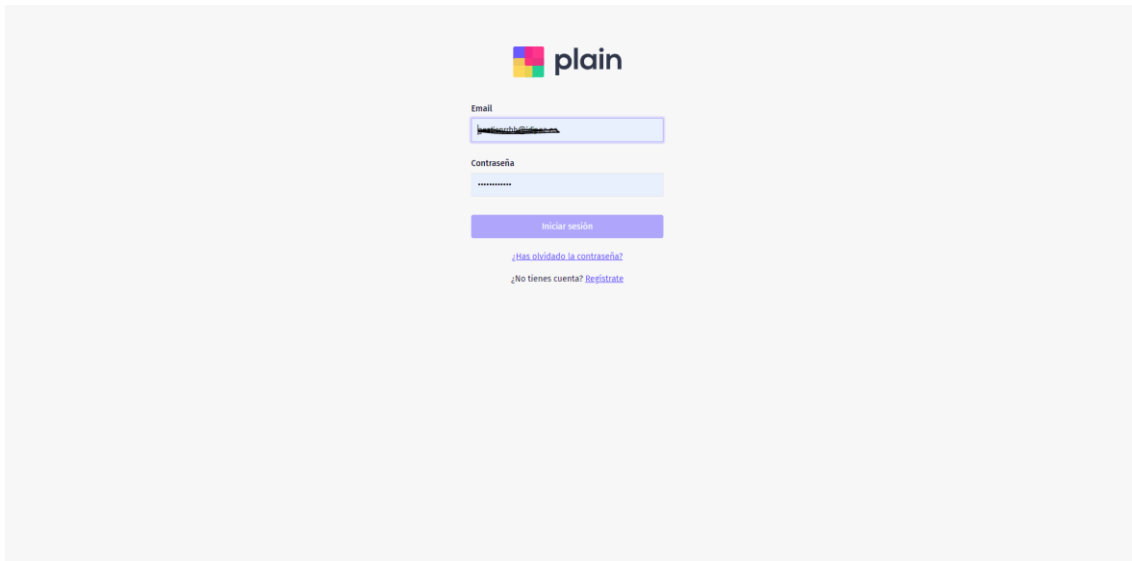 plain
Email
Contraseña
••••••••••••
Iniciar sesión
¿Has olvidado la contraseña?
¿No tienes cuenta? Regístrate